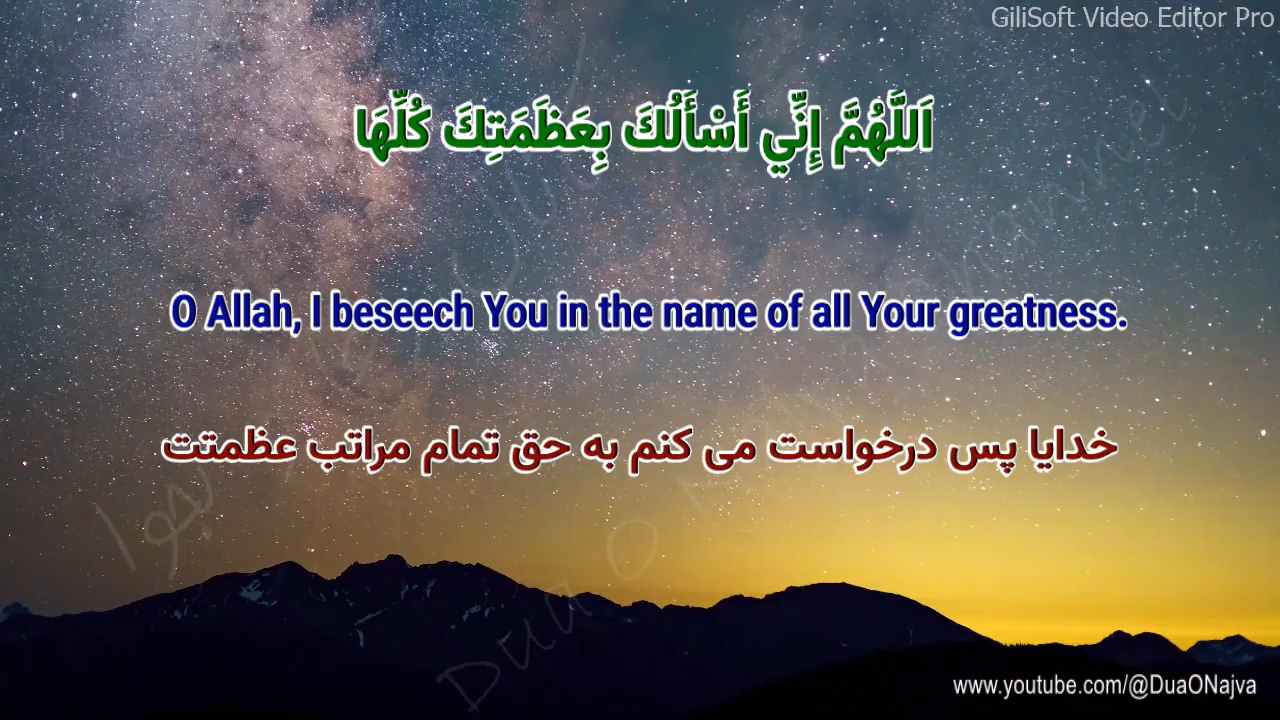 GiliSoft Video Editor Pro
اَللَّهُمَّ إِنِّي أَسْأَلُكَ بِعَظَمَتِكَ كُلِّهَا
O Allah, I beseech You in the name of all Your greatness.
خدایا پس درخواست می کنم به حق تمام مراتب عظمتت
Dua O
www.youtube.com/@DuaONajva